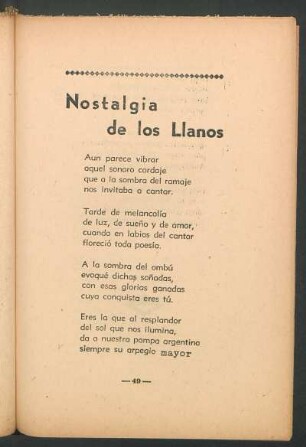 Nostalgia
de los Llanos
Aun parece vibrar
aquel sonoro cordaje
que a la sombra del ramaje
nos invitaba a cantar.
Tarde de melancolía
de luz, de sueño y de amor,
cuando en labios del cantor
floreció toda poesía.
A la sombra del ombú
evoqué dichas soñadas,
con esas glorias ganadas
cuya conquista eres tú.
Eres la que al resplandor
del sol que nos ilumina,
da a nuestra pampa argentina
siempre su arpegio mayor
— 49 —